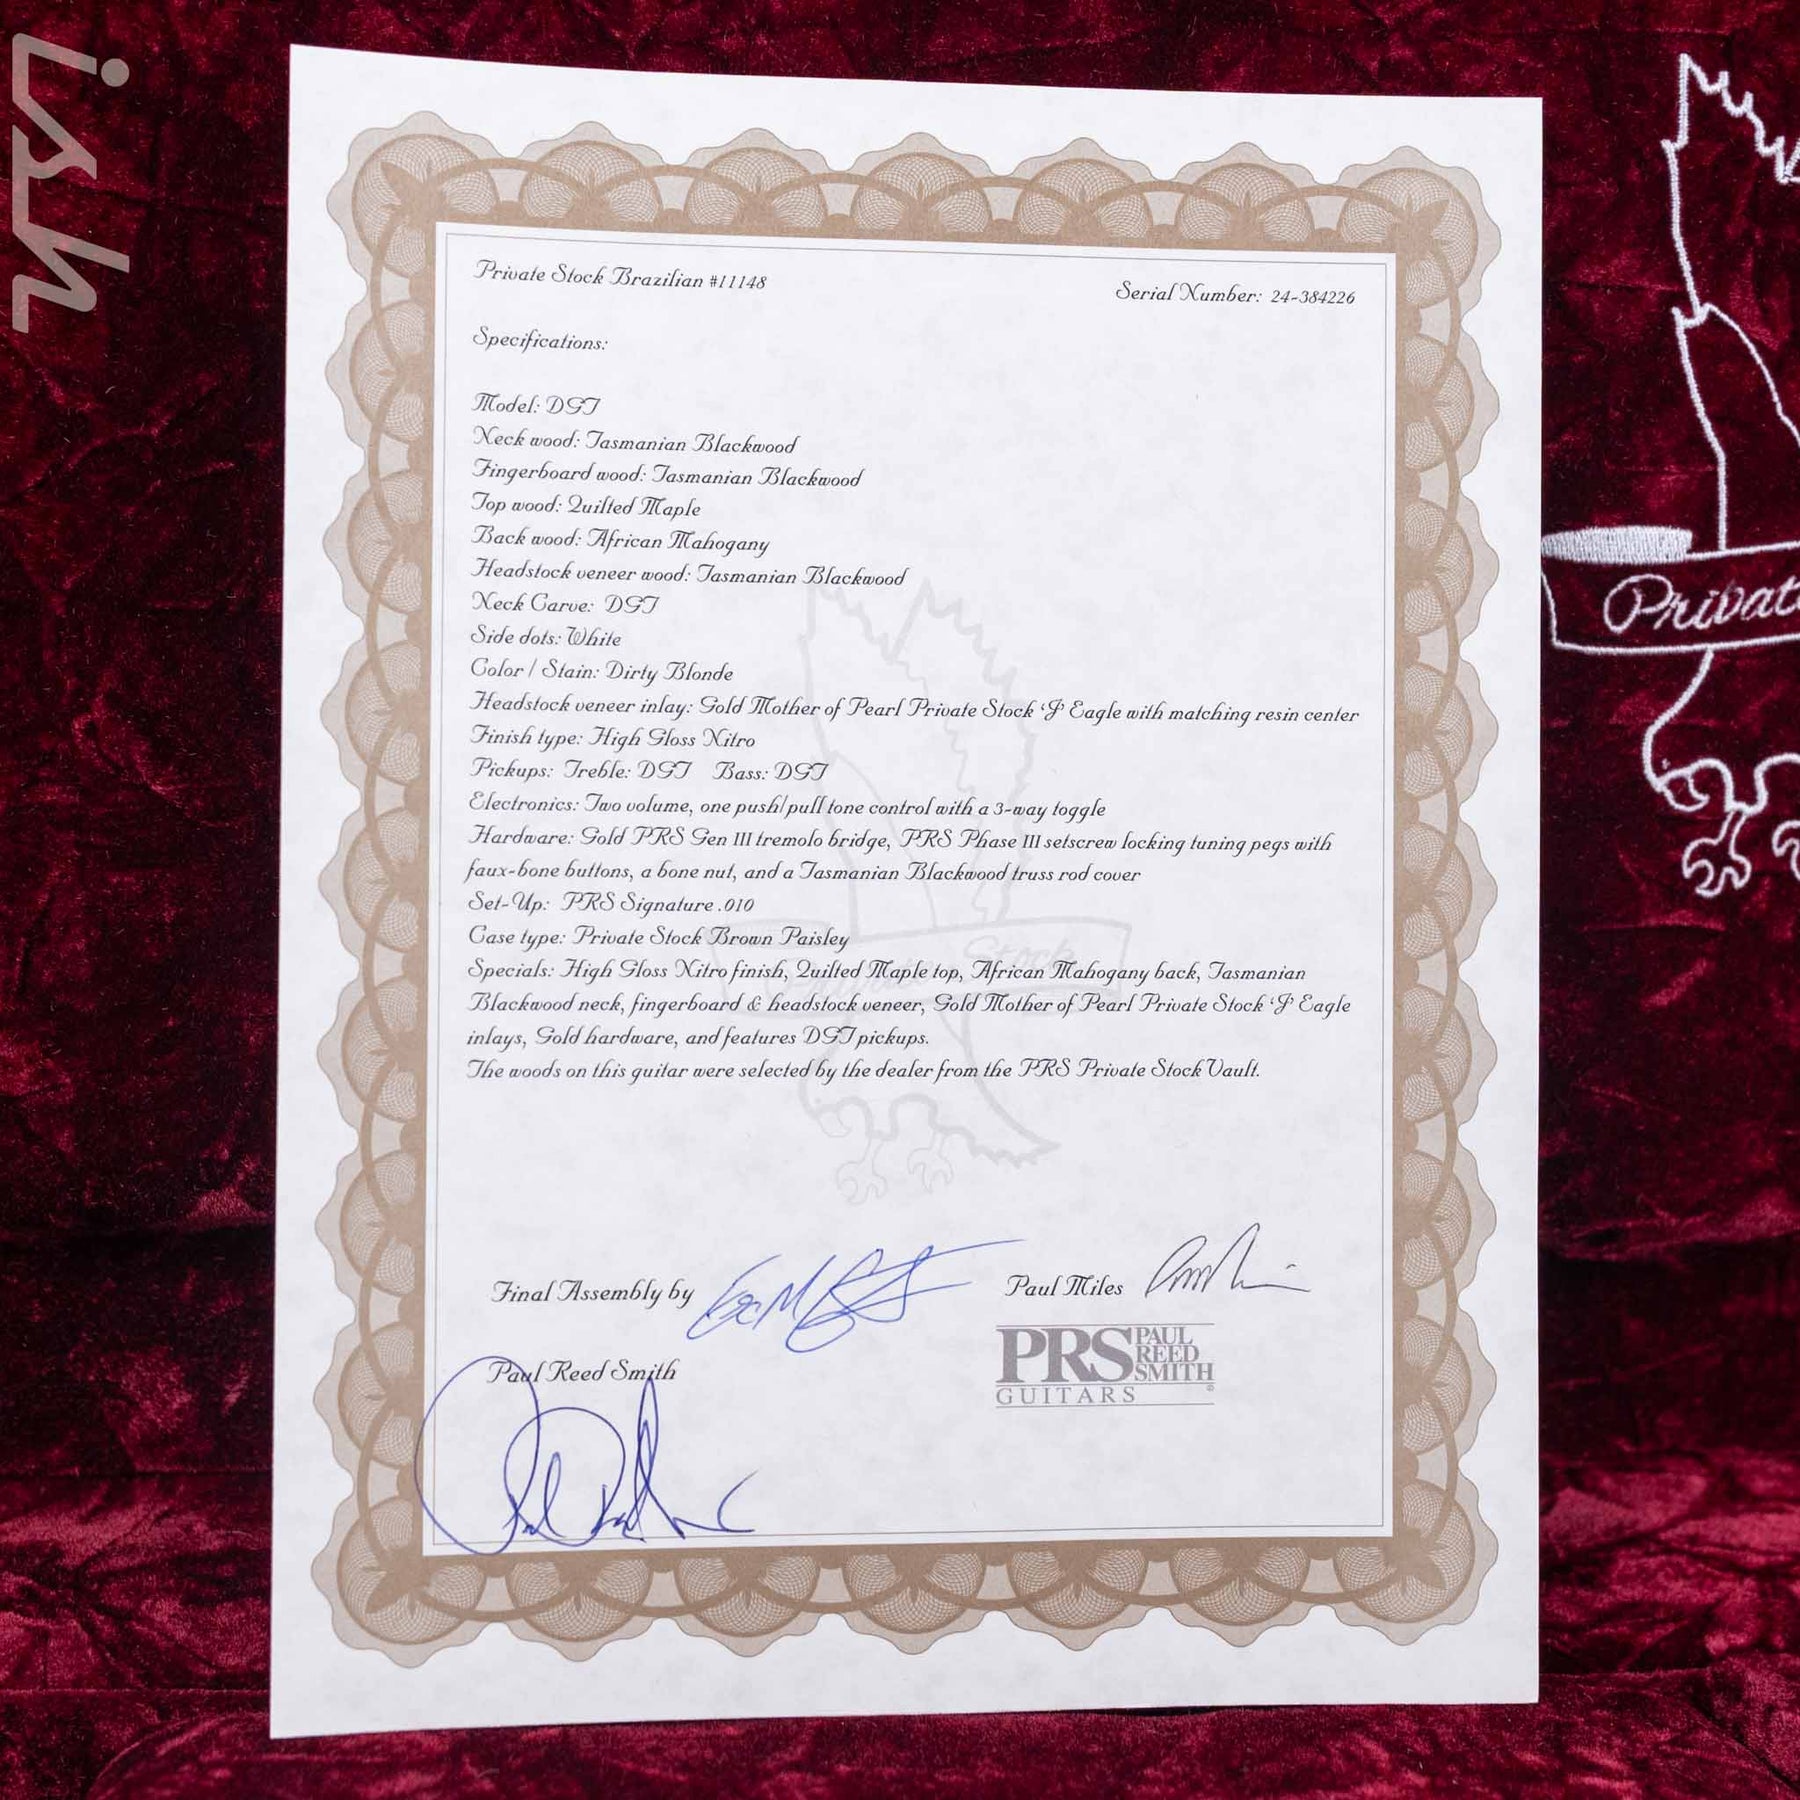 ish
Private Stock Brazilian #11148
Serial Number: 24-384226
Specifications:
Model: DGT
Neck wood: Tasmanian Blackwood
Fingerboard wood: Tasmanian Blackwood
Top wood: Quilted Maple
Back wood: African Mahogany
Headstock veneer wood: Tasmanian Blackwood
Neck Carve: DGT
Side dots: White
Color / Stain: Dirty Blonde
Headstock veneer inlay: Gold Mother of Pearl Private Stock 'J' Eagle with matching resin center
Finish type: High Gloss Nitro
Pickups: Treble: DGT Bass: DGT
Electronics: Two volume, one push/pull tone control with a 3-way toggle
Hardware: Gold PRS Gen III tremolo bridge, PRS Phase III setscrew locking tuning pegs with
faux-bone buttons, a bone nut, and a Tasmanian Blackwood truss rod cover
Set-Up: PRS Signature .010
Case type: Private Stock Brown Paisley
Specials: High Gloss Nitro finish, Quilted Maple top, African Mahogany back, Tasmanian
Blackwood neck, fingerboard & headstock veneer, Gold Mother of Pearl Private Stock 'J' Eagle
inlays, Gold hardware, and features DGT pickups.
The woods on this guitar were selected by the dealer from the PRS Private Stock Vault.
Final Assembly by
Paul Miles
Paul Reed Smith
PRS PAUL REED SMITH
GUITARS
Stock
Privat